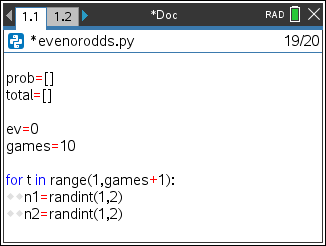 1.1 1.2 *Doc RAD
*evenorodds.py 19/20
prob=[]
total=[]
ev=0
games=10
for t in range(1,games+1):
n1=randint(1,2)
n2=randint(1,2)